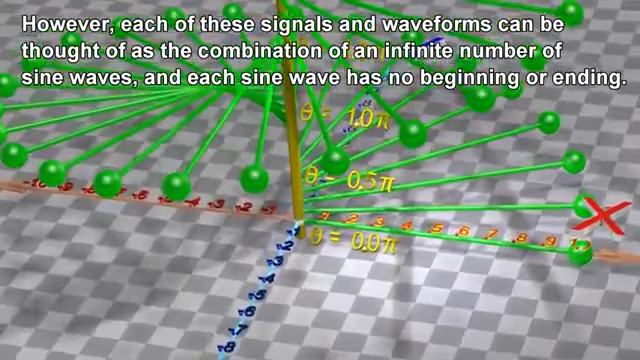 However, each of these signals and waveforms can be
thought of as the combination of an infinite number of
sine waves, and each sine wave has no beginning or ending.
θ = 1.0π
θ = 0.5π
θ = 0.0π